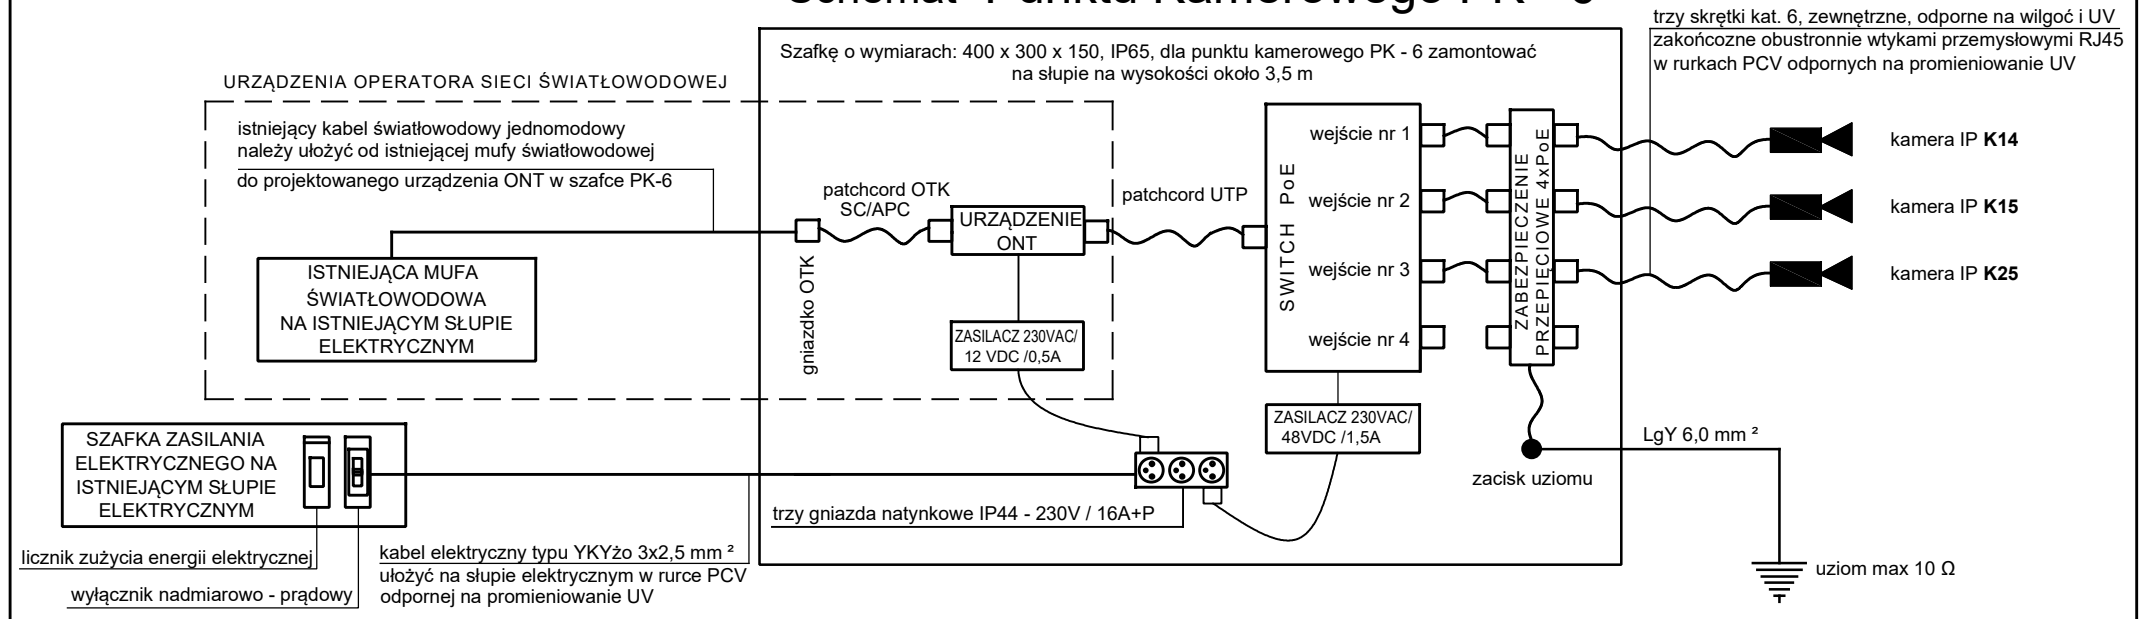 Schemat Punktu Kamerowego PK - 6
trzy skrętki kat. 6, zewnętrzne, odporne na wilgoć i UV
zakońcozne obustronnie wtykami przemysłowymi RJ45
w rurkach PCV odpornych na promieniowanie UV
Szafkę o wymiarach: 400 x 300 x 150, IP65, dla punktu kamerowego PK - 6 zamontować
na słupie na wysokości około 3,5 m
URZĄDZENIA OPERATORA SIECI ŚWIATŁOWODOWEJ
istniejący kabel światłowodowy jednomodowy
należy ułożyć od istniejącej mufy światłowodowej
do projektowanego urządzenia ONT w szafce PK-6
ISTNIEJĄCA MUFA
ŚWIATŁOWODOWA
NA ISTNIEJĄCYM SŁUPIE
ELEKTRYCZNYM
gniazdko OTK
patchcord OTK
SC/APC
URZĄDZENIE
ONT
patchcord UTP
ZASILACZ 230VAC/
12 VDC /0,5A
SWITCH PoE
wejście nr 1
wejście nr 2
wejście nr 3
wejście nr 4
ZABEZPIECZENIE
PRZEPIĘCIOWE 4xPoE
kamera IP K14
kamera IP K15
kamera IP K25
ZASILACZ 230VAC/
48VDC /1,5A
zacisk uziomu
LgY 6,0 mm ²
uziom max 10 Ω
SZAFKA ZASILANIA
ELEKTRYCZNEGO NA
ISTNIEJĄCYM SŁUPIE
ELEKTRYCZNYM
trzy gniazda natynkowe IP44 - 230V / 16A+P
licznik zużycia energii elektrycznej
wyłącznik nadmiarowo - prądowy
kabel elektryczny typu YKYżo 3x2,5 mm ²
ułożyć na słupie elektrycznym w rurce PCV
odpornej na promieniowanie UV